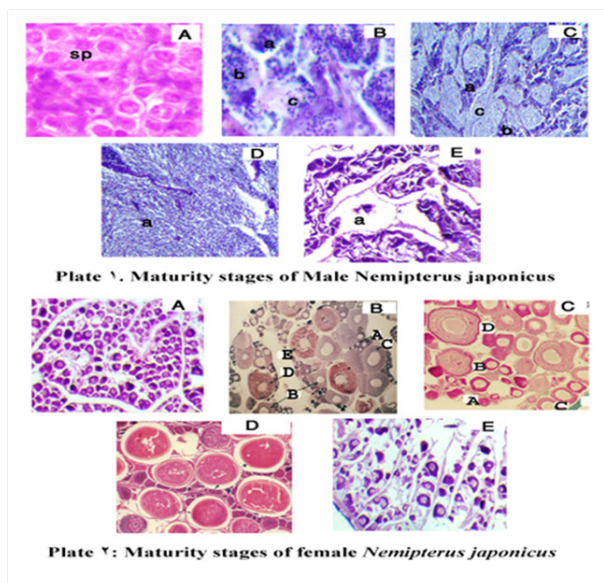 A B C
sp a b c a c b
D E
a a
Plate ١. Maturity stages of Male Nemipterus japonicus
A B C
A C E D B D B A C
D E
Plate ٢: Maturity stages of female Nemipterus japonicus